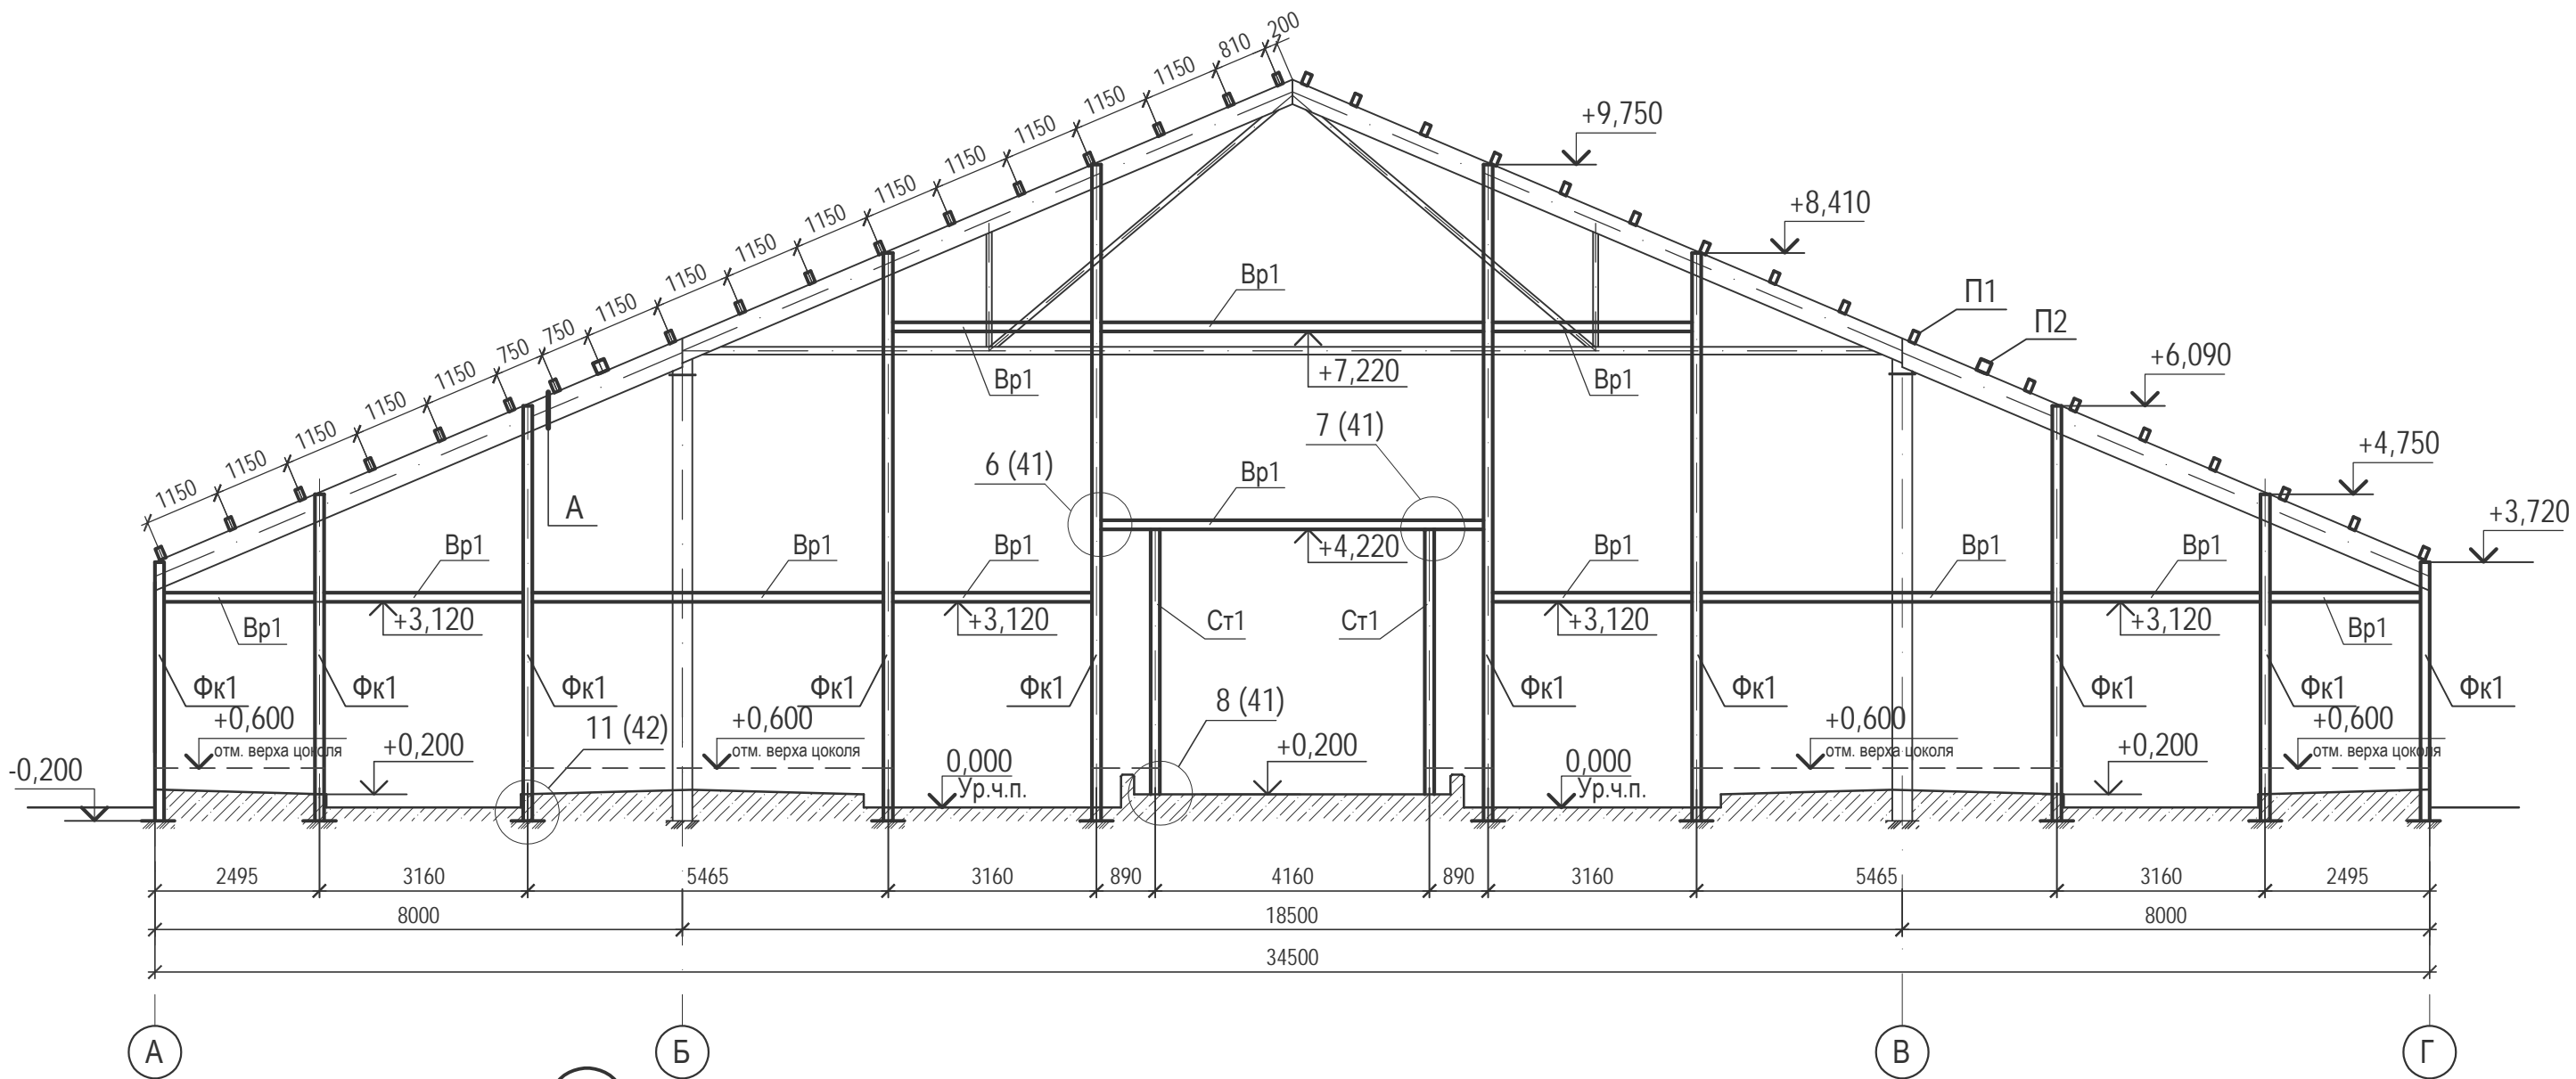 200
810
1150
1150
1150
1150
1150
1150
1150
1150
1150
1150
750
750
1150
1150
1150
1150
1150
+9,750
+8,410
П1
П2
+6,090
+4,750
+3,720
Вр1
+7,220
Вр1
Вр1
7 (41)
6 (41)
Вр1
А
+4,220
Вр1
Вр1
Вр1
Вр1
Вр1
Вр1
+3,120
+3,120
+3,120
+3,120
Вр1
Ст1
Ст1
Вр1
Фк1
Фк1
Фк1
Фк1
Фк1
Фк1
Фк1
Фк1
Фк1
Фк1
8 (41)
11 (42)
+0,600
отм. верха цоколя
+0,600
отм. верха цоколя
+0,600
отм. верха цоколя
+0,600
отм. верха цоколя
-0,200
+0,200
0,000
Ур.ч.п.
+0,200
0,000
Ур.ч.п.
+0,200
2495 3160 5465 3160 890 4160 890 3160 5465 3160 2495
8000 18500 8000
34500
А Б В Г